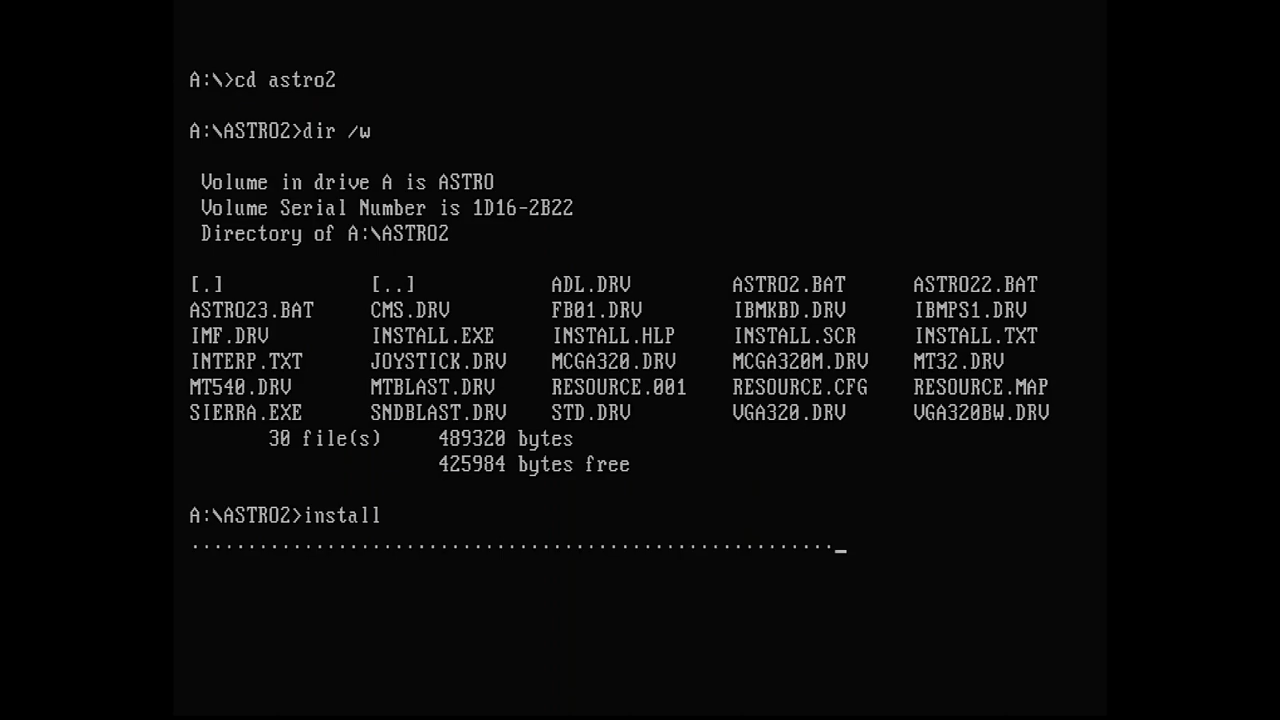 A:\>cd astro2
A:\ASTRO2>dir /w
Volume in drive A is ASTRO
Volume Serial Number is 1D16-2B22
Directory of A:\ASTRO2
[.] [..] ADL.DRV ASTRO2.BAT ASTRO22.BAT
ASTRO23.BAT CMS.DRV FB01.DRV IBMKBD.DRV IBMPS1.DRV
IMF.DRV INSTALL.EXE INSTALL.HLP INSTALL.SCR INSTALL.TXT
INTERP.TXT JOYSTICK.DRV MCGA320.DRV MCGA320M.DRV MT32.DRV
MT540.DRV MTBLAST.DRV RESOURCE.001 RESOURCE.CFG RESOURCE.MAP
SIERRA.EXE SNDBLAST.DRV STD.DRV VGA320.DRV VGA320BW.DRV
30 file(s) 489320 bytes
425984 bytes free
A:\ASTRO2>install
.........................................................._